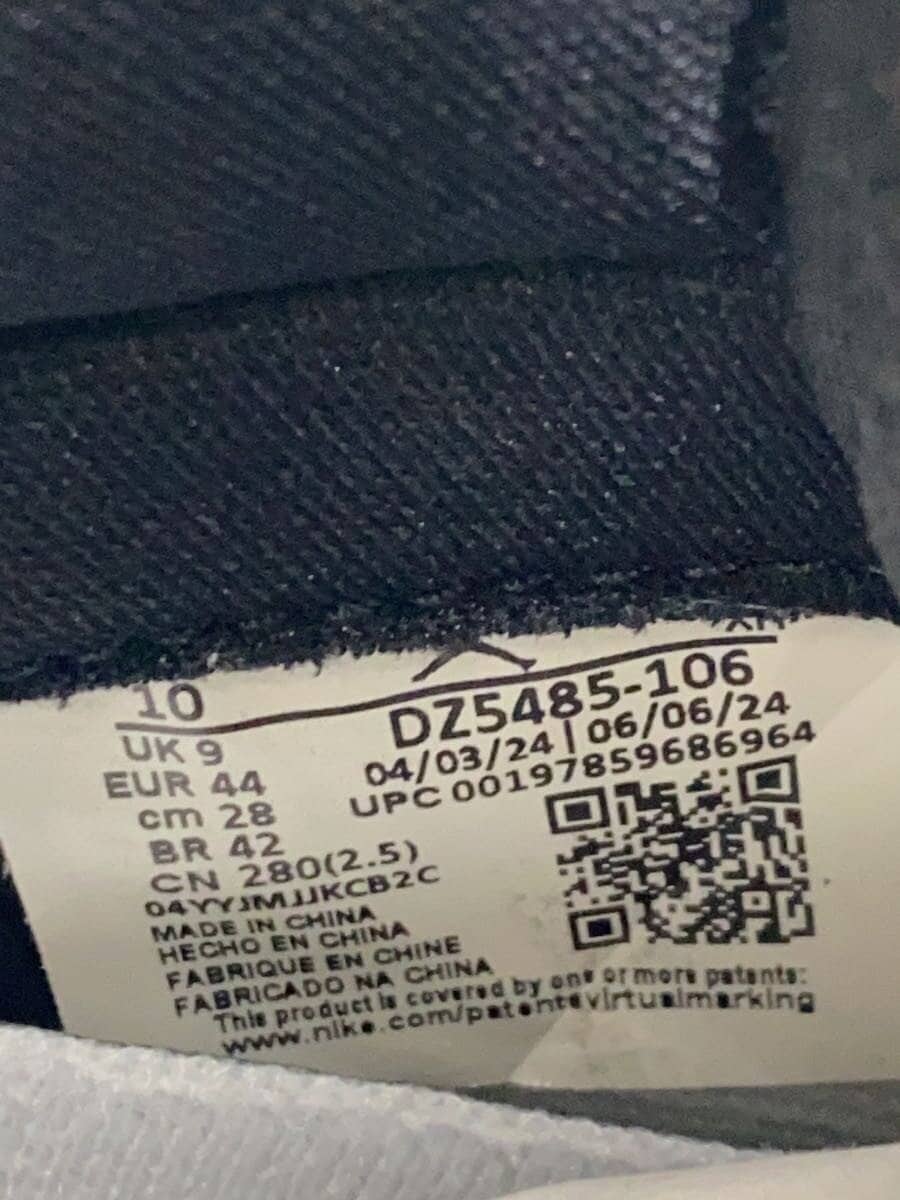 10
UK 9
EUR 44
cm 28
BR 42
CN 280(2.5)
04YYJMJJKCB2C
MADE IN CHINA
HECHO EN CHINA
FABRIQUE EN CHINE
FABRICADO NA CHINA
DZ5485-106
04/03/24 | 06/06/24
UPC 00197859686964
This product is covered by one or more patents:
www.nike.com/patentsvirtualmarking